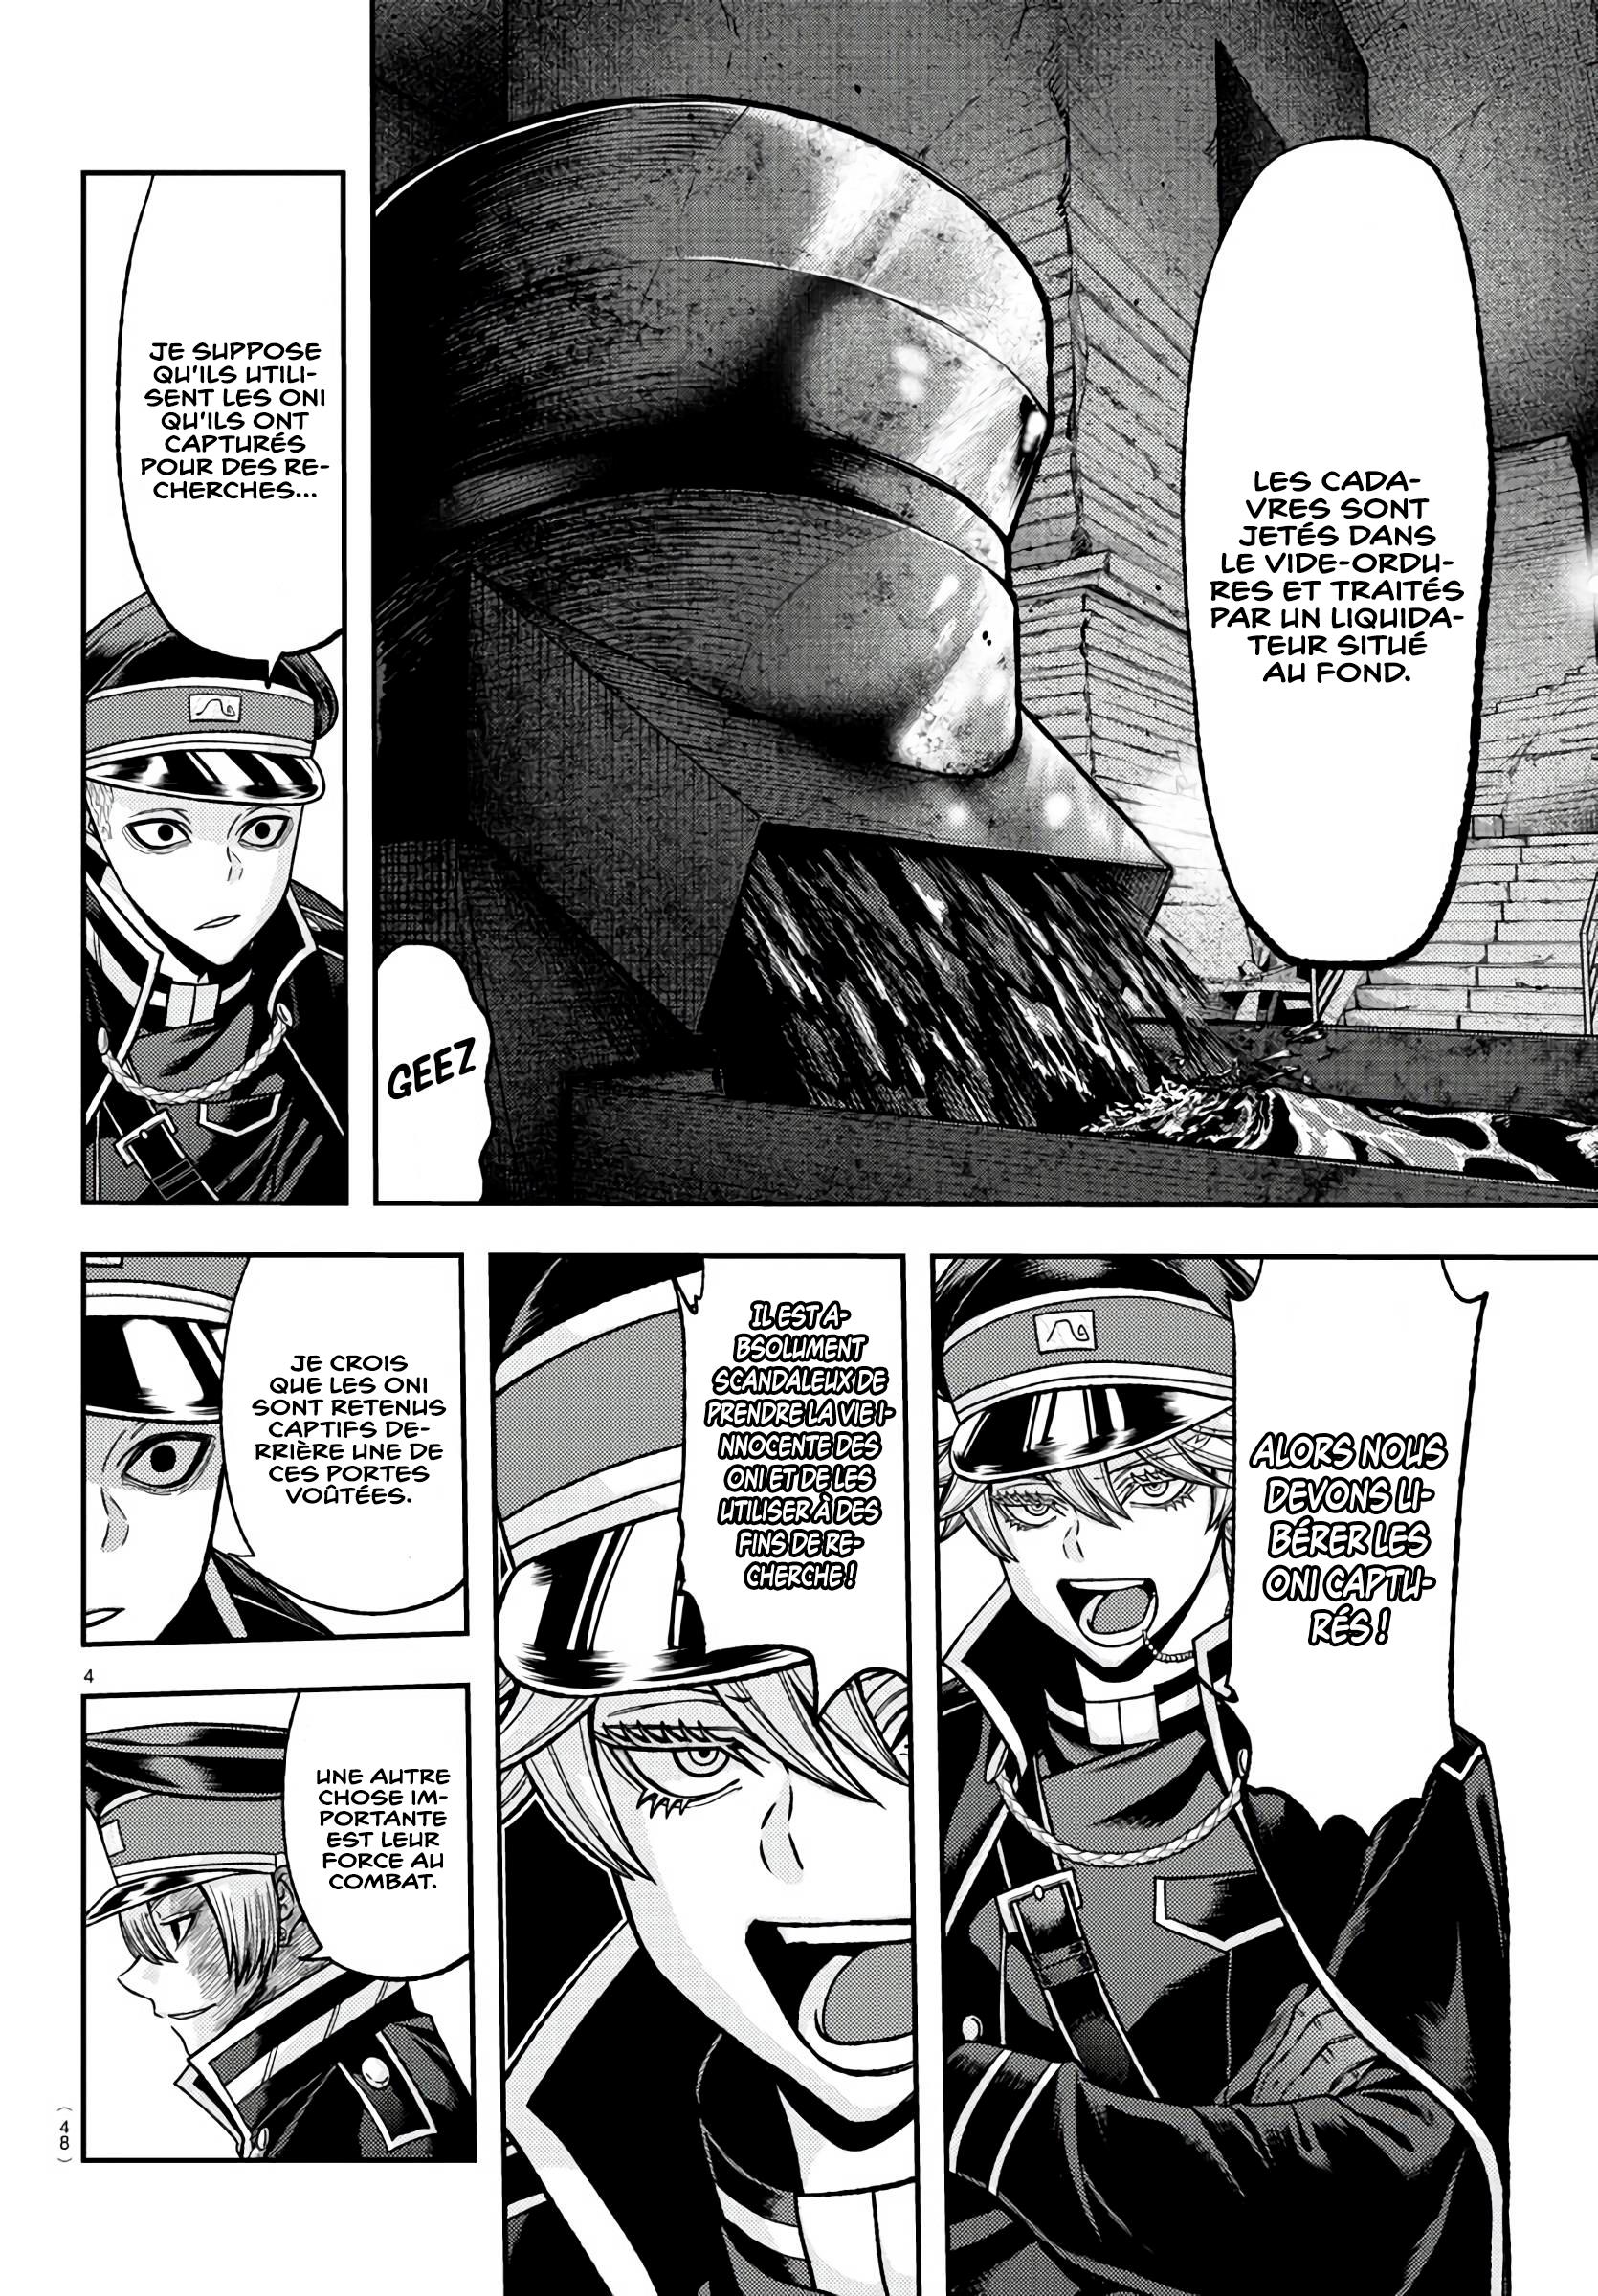 LES CADA-
VRES SONT
JETÉS DANS
LE VIDE-ORDU-
RES ET TRAITÉS
PAR UN LIQUIDA-
TEUR SITUÉ
AU FOND.
GEEZ
JE SUPPOSE
QU'ILS UTILI-
SENT LES ONI
QU'ILS ONT
CAPTURÉS
POUR DES RE-
CHERCHES...
ALORS NOUS
DEVONS LI-
BÉRER LES
ONI CAPTU-
RÉS !
IL EST A-
BSOLUMENT
SCANDALEUX DE
PRENDRE LA VIE I-
NNOCENTE DES
ONI ET DE LES
UTILISER À DES
FINS DE RE-
CHERCHE !
JE CROIS
QUE LES ONI
SONT RETENUS
CAPTIFS DE-
RRIÈRE UNE DE
CES PORTES
VOÛTÉES.
4
UNE AUTRE
CHOSE IM-
PORTANTE
EST LEUR
FORCE AU
COMBAT.
(48)